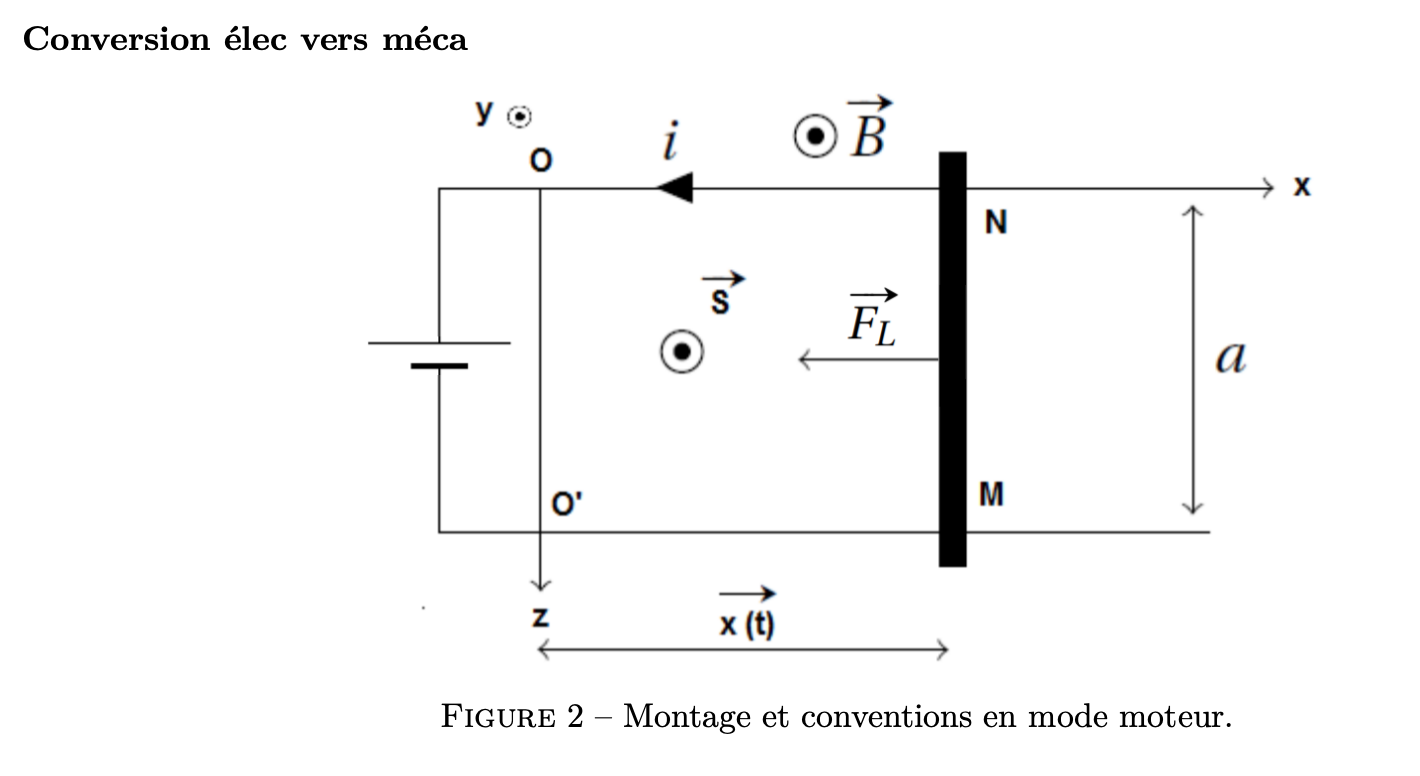 Conversion élec vers méca
y
O
i
B
x
N
S
F_L
a
M
O'
z
x (t)
FIGURE 2 – Montage et conventions en mode moteur.